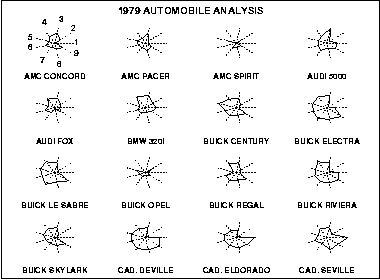 1979 AUTOMOBILE ANALYSIS
4 3 2
5 1
6 9
7 8
AMC CONCORD AMC PACER AMC SPIRIT AUDI 5000
AUDI FOX BMW 320I BUICK CENTURY BUICK ELECTRA
BUICK LE SABRE BUICK OPEL BUICK REGAL BUICK RIVIERA
BUICK SKYLARK CAD. DEVILLE CAD. ELDORADO CAD. SEVILLE